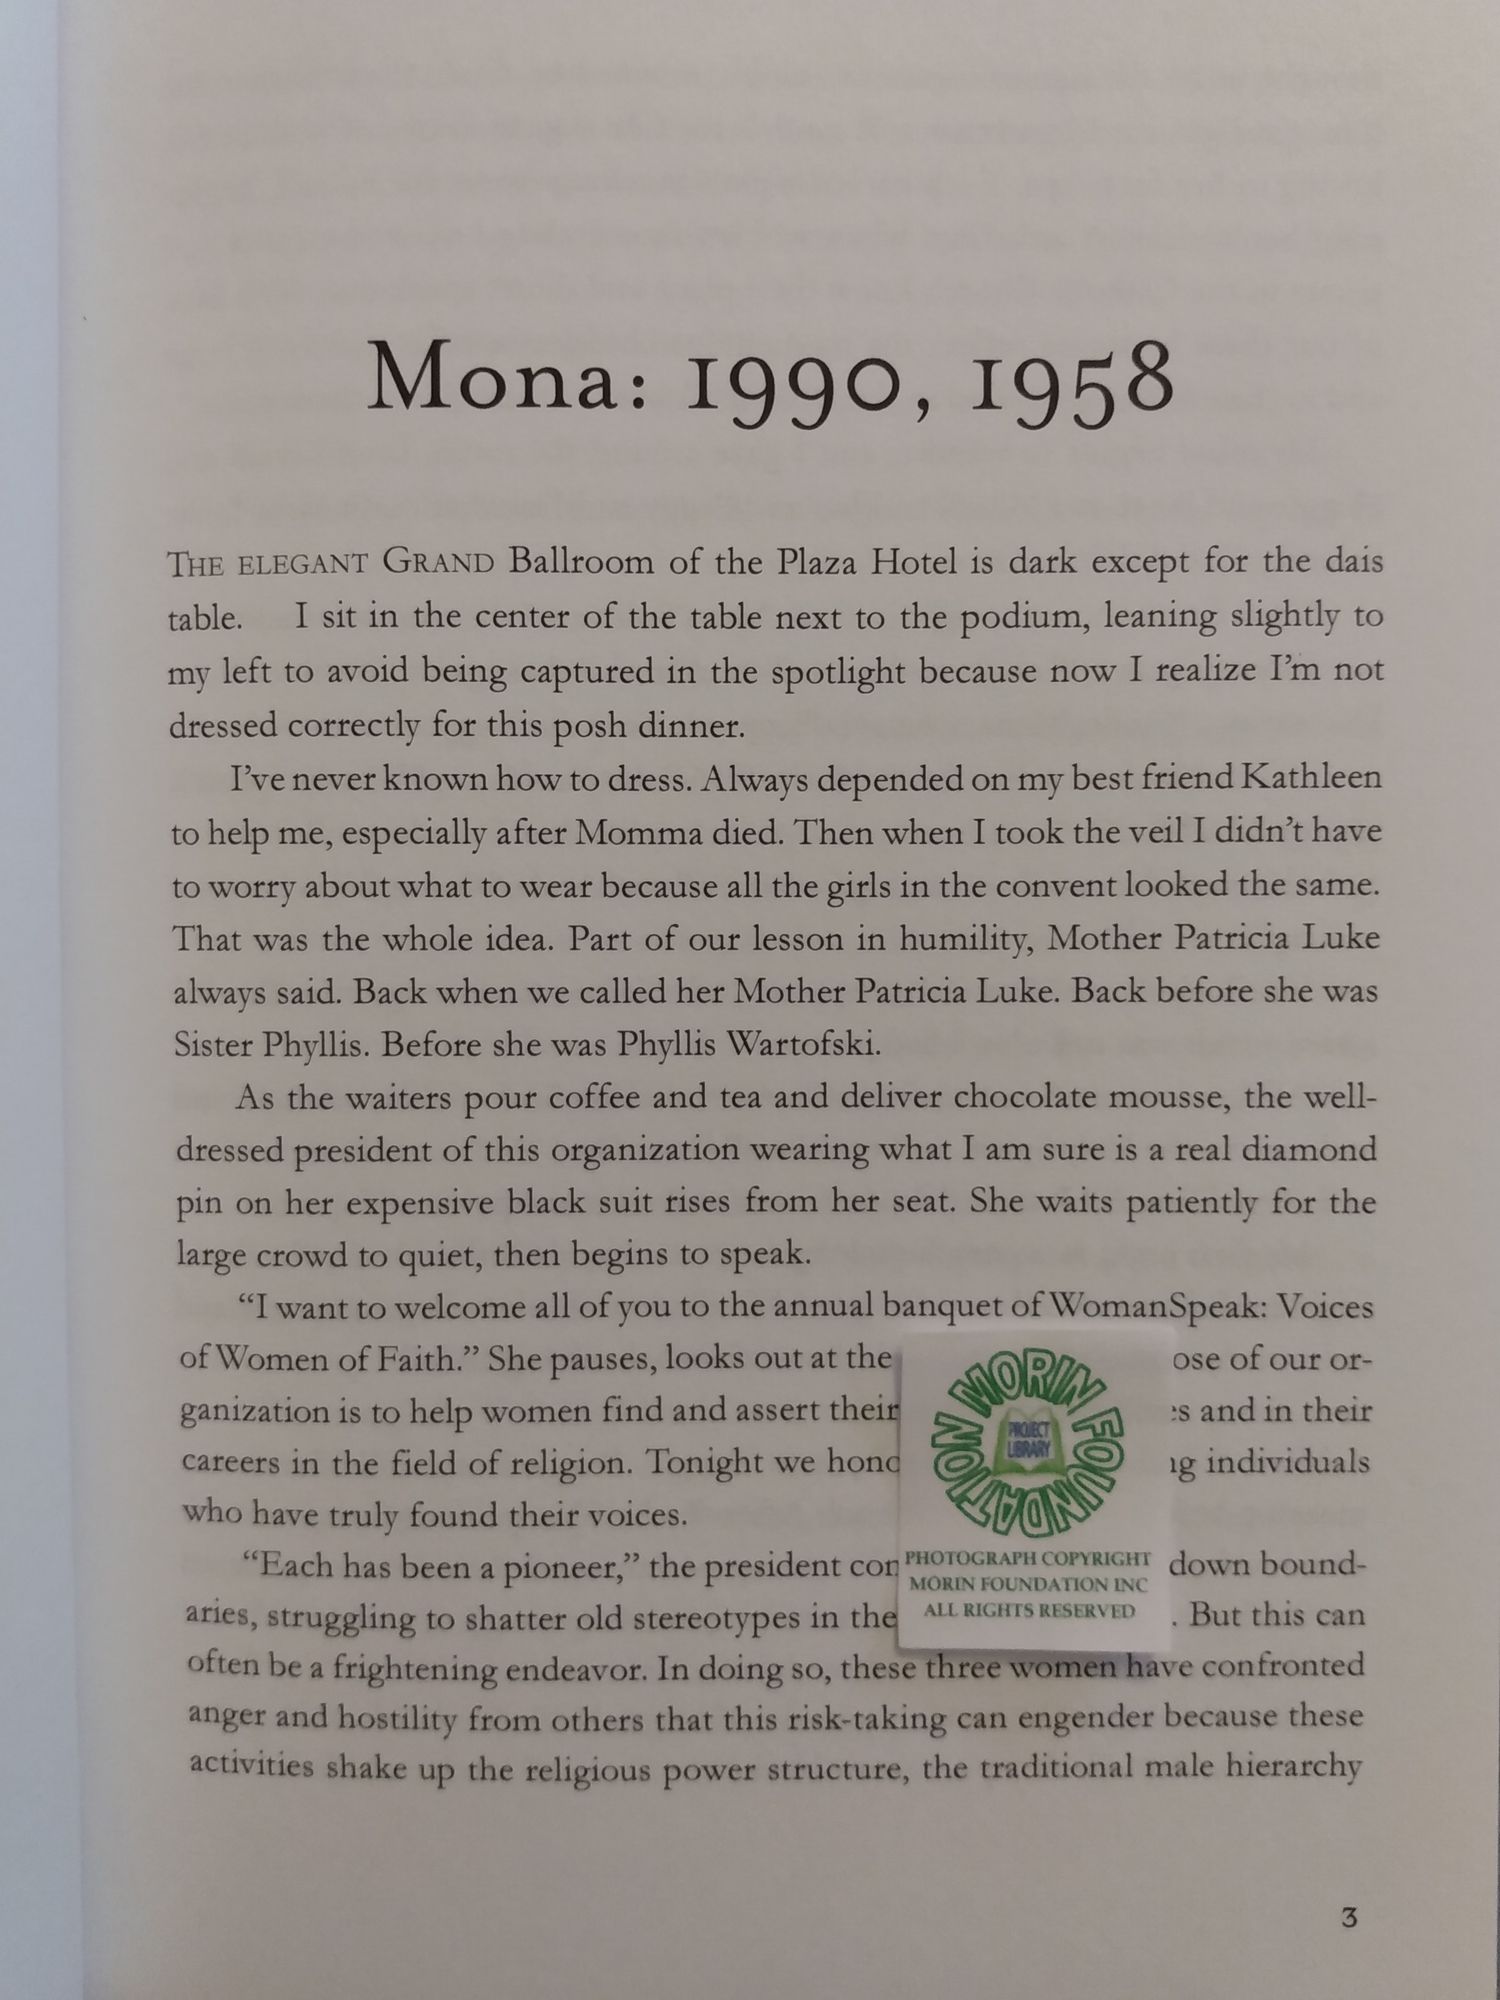 Mona: 1990, 1958
THE ELEGANT GRAND Ballroom of the Plaza Hotel is dark except for the dais
table. I sit in the center of the table next to the podium, leaning slightly to
my left to avoid being captured in the spotlight because now I realize I’m not
dressed correctly for this posh dinner.
I’ve never known how to dress. Always depended on my best friend Kathleen
to help me, especially after Momma died. Then when I took the veil I didn’t have
to worry about what to wear because all the girls in the convent looked the same.
That was the whole idea. Part of our lesson in humility, Mother Patricia Luke
always said. Back when we called her Mother Patricia Luke. Back before she was
Sister Phyllis. Before she was Phyllis Wartofski.
As the waiters pour coffee and tea and deliver chocolate mousse, the well-
dressed president of this organization wearing what I am sure is a real diamond
pin on her expensive black suit rises from her seat. She waits patiently for the
large crowd to quiet, then begins to speak.
“I want to welcome all of you to the annual banquet of WomanSpeak: Voices
of Women of Faith.” She pauses, looks out at the ose of our or-
ganization is to help women find and assert their s and in their
careers in the field of religion. Tonight we hono g individuals
who have truly found their voices.
“Each has been a pioneer,” the president con down bound-
aries, struggling to shatter old stereotypes in the . But this can
often be a frightening endeavor. In doing so, these three women have confronted
anger and hostility from others that this risk-taking can engender because these
activities shake up the religious power structure, the traditional male hierarchy
MORIN FOUNDATION
PROJECT
LIBRARY
PHOTOGRAPH COPYRIGHT
MORIN FOUNDATION INC
ALL RIGHTS RESERVED
3